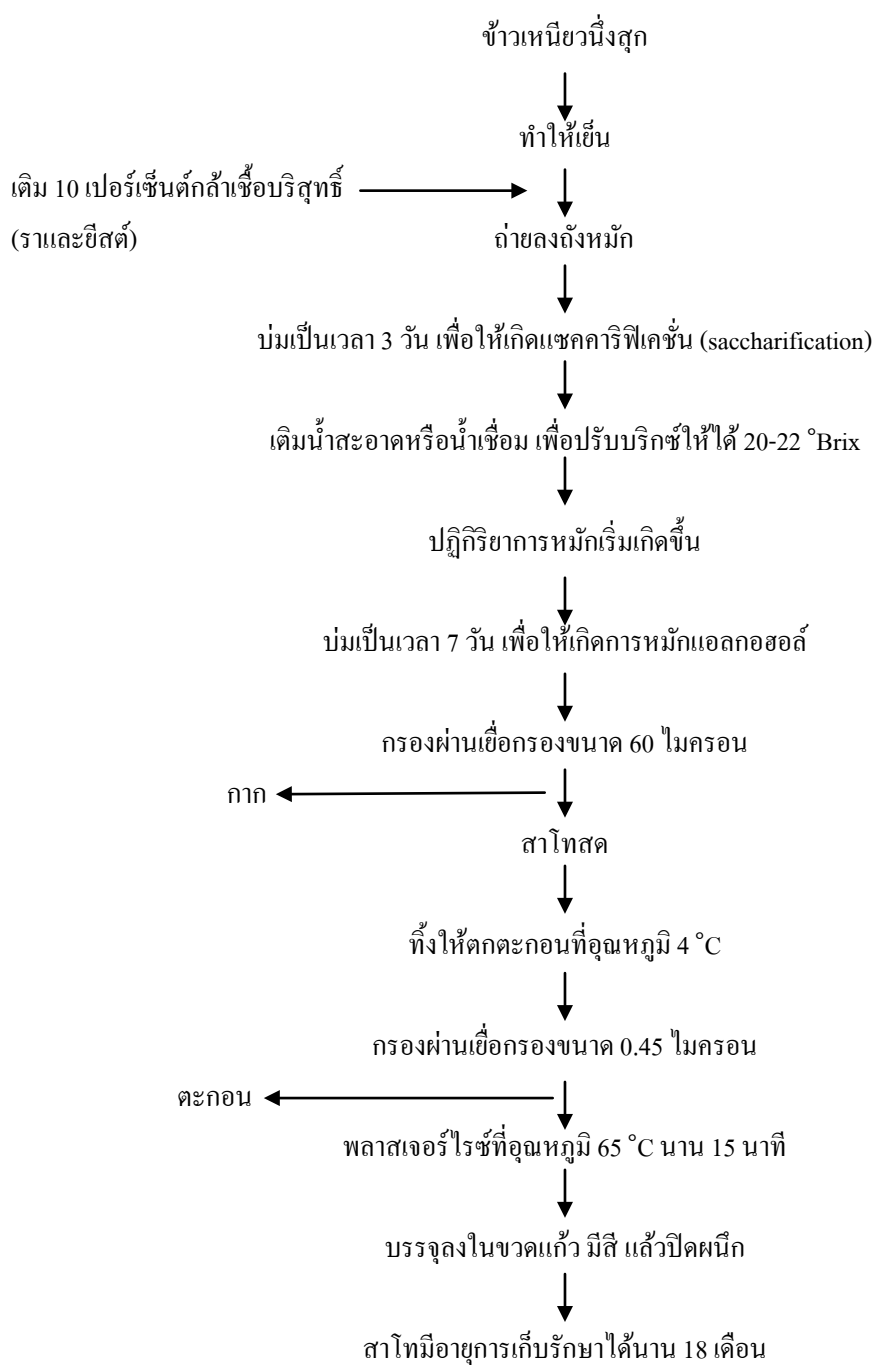 ข้าวเหนียวนึ่งสุก
ทำให้เย็น
เติม 10 เปอร์เซ็นต์กล้าเชื้อบริสุทธิ์
(ราและยีสต์)
ถ่ายลงถังหมัก
บ่มเป็นเวลา 3 วัน เพื่อให้เกิดแซคคาริฟิเคชั่น (saccharification)
เติมน้ำสะอาดหรือน้ำเชื่อม เพื่อปรับบริกซ์ให้ได้ 20-22 °Brix
ปฏิกิริยาการหมักเริ่มเกิดขึ้น
บ่มเป็นเวลา 7 วัน เพื่อให้เกิดการหมักแอลกอฮอล์
กรองผ่านเยื่อกรองขนาด 60 ไมครอน
กาก
สาโทสด
ทิ้งให้ตกตะกอนที่อุณหภูมิ 4 °C
กรองผ่านเยื่อกรองขนาด 0.45 ไมครอน
ตะกอน
พลาสเจอร์ไรซ์ที่อุณหภูมิ 65 °C นาน 15 นาที
บรรจุลงในขวดแก้ว มีสี แล้วปิดผนึก
สาโทมีอายุการเก็บรักษาได้นาน 18 เดือน